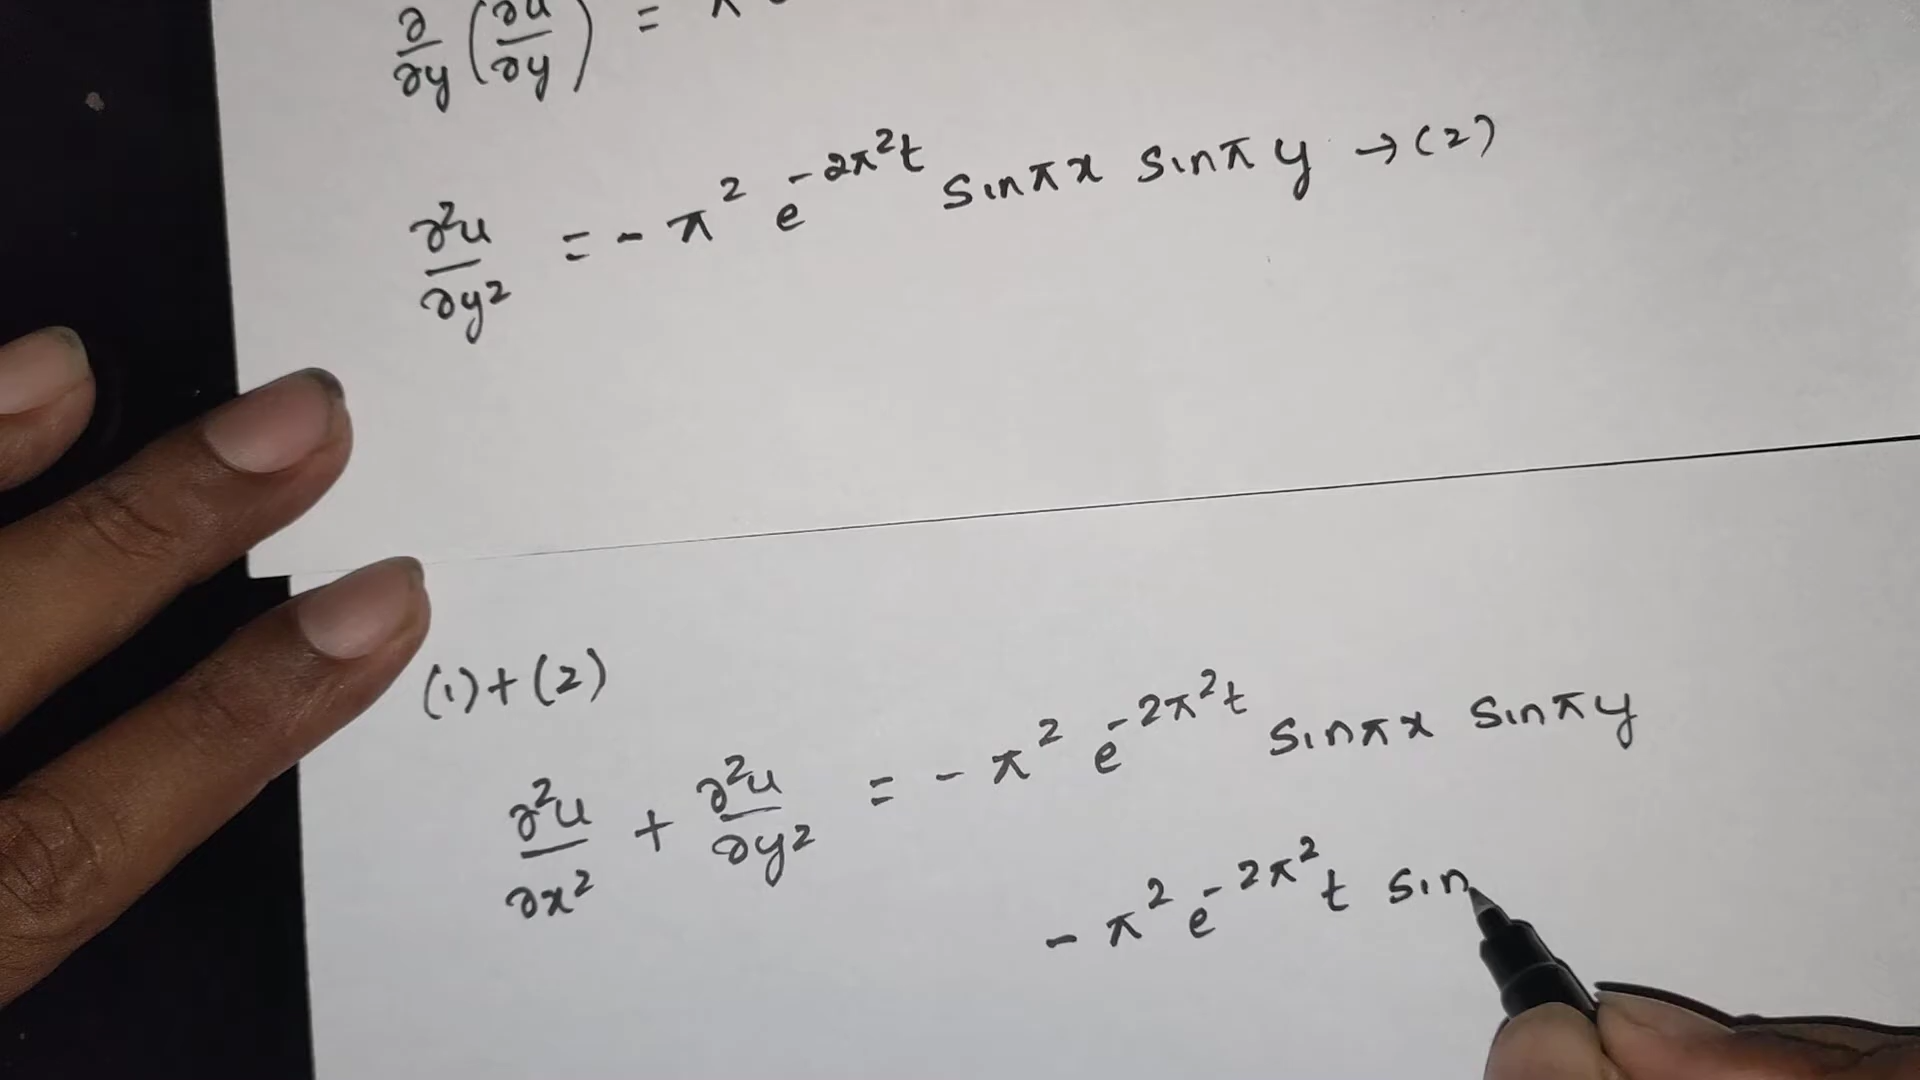 ∂/∂y (∂u/∂y) = π
∂²u/∂y² = - π² e^{-2π²t} sinπx sinπy → (2)
(1)+(2)
∂²u/∂x² + ∂²u/∂y² = - π² e^{-2π²t} sinπx sinπy
- π² e^{-2π²t} sin